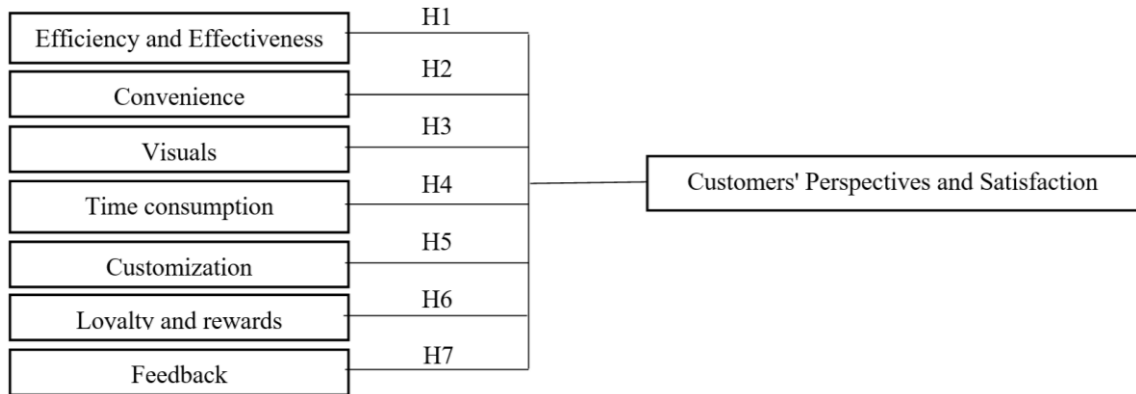 H1
Efficiency and Effectiveness
H2
Convenience
H3
Visuals
H4
Customers' Perspectives and Satisfaction
Time consumption
H5
Customization
H6
Loyalty and rewards
H7
Feedback